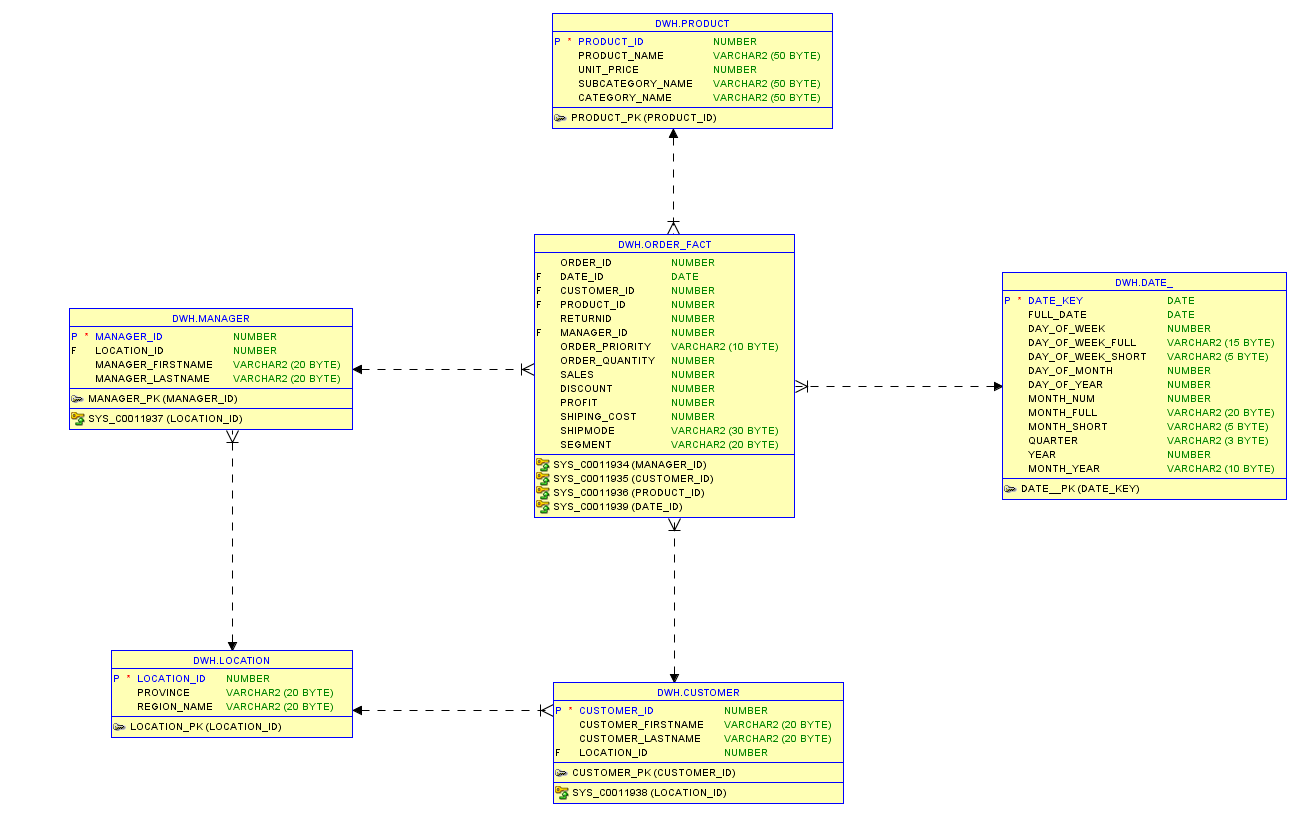 DWH.PRODUCT
P * PRODUCT_ID NUMBER
PRODUCT_NAME VARCHAR2 (50 BYTE)
UNIT_PRICE NUMBER
SUBCATEGORY_NAME VARCHAR2 (50 BYTE)
CATEGORY_NAME VARCHAR2 (50 BYTE)
PRODUCT_PK (PRODUCT_ID)
DWH.ORDER_FACT
ORDER_ID NUMBER
F DATE_ID DATE
F CUSTOMER_ID NUMBER
F PRODUCT_ID NUMBER
RETURNID NUMBER
F MANAGER_ID NUMBER
ORDER_PRIORITY VARCHAR2 (10 BYTE)
ORDER_QUANTITY NUMBER
SALES NUMBER
DISCOUNT NUMBER
PROFIT NUMBER
SHIPING_COST NUMBER
SHIPMODE VARCHAR2 (30 BYTE)
SEGMENT VARCHAR2 (20 BYTE)
SYS_C0011934 (MANAGER_ID)
SYS_C0011935 (CUSTOMER_ID)
SYS_C0011936 (PRODUCT_ID)
SYS_C0011939 (DATE_ID)
DWH.DATE_
P * DATE_KEY DATE
FULL_DATE DATE
DAY_OF_WEEK NUMBER
DAY_OF_WEEK_FULL VARCHAR2 (15 BYTE)
DAY_OF_WEEK_SHORT VARCHAR2 (5 BYTE)
DAY_OF_MONTH NUMBER
DAY_OF_YEAR NUMBER
MONTH_NUM NUMBER
MONTH_FULL VARCHAR2 (20 BYTE)
MONTH_SHORT VARCHAR2 (5 BYTE)
QUARTER VARCHAR2 (3 BYTE)
YEAR NUMBER
MONTH_YEAR VARCHAR2 (10 BYTE)
DATE__PK (DATE_KEY)
DWH.MANAGER
P * MANAGER_ID NUMBER
F LOCATION_ID NUMBER
MANAGER_FIRSTNAME VARCHAR2 (20 BYTE)
MANAGER_LASTNAME VARCHAR2 (20 BYTE)
MANAGER_PK (MANAGER_ID)
SYS_C0011937 (LOCATION_ID)
DWH.LOCATION
P * LOCATION_ID NUMBER
PROVINCE VARCHAR2 (20 BYTE)
REGION_NAME VARCHAR2 (20 BYTE)
LOCATION_PK (LOCATION_ID)
DWH.CUSTOMER
P * CUSTOMER_ID NUMBER
CUSTOMER_FIRSTNAME VARCHAR2 (20 BYTE)
CUSTOMER_LASTNAME VARCHAR2 (20 BYTE)
F LOCATION_ID NUMBER
CUSTOMER_PK (CUSTOMER_ID)
SYS_C0011938 (LOCATION_ID)